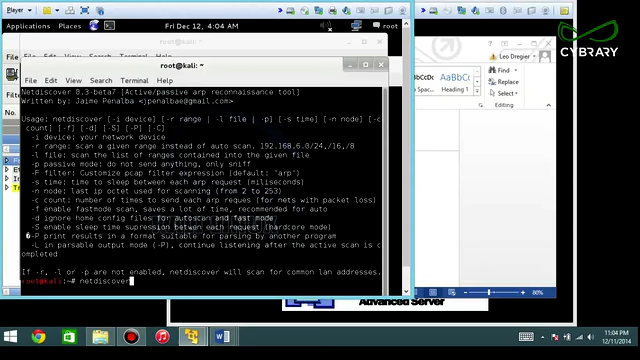 Player
Applications Places Fri Dec 12, 4:04 AM root
CYBRARY
root@kali: ~
root@kali: ~
Leo Dregier
File Edit View Search Terminal Help
Netdiscover 0.3-beta7 [Active/passive arp reconnaissance tool]
Written by: Jaime Penalba <jpenalbae@gmail.com>
Usage: netdiscover [-i device] [-r range | -l file | -p] [-s time] [-n node] [-c
count] [-f] [-d] [-S] [-P] [-C]
-i device: your network device
-r range: scan a given range instead of auto scan. 192.168.6.0/24,/16,/8
-l file: scan the list of ranges contained into the given file
-p passive mode: do not send anything, only sniff
-F filter: Customize pcap filter expression (default: "arp")
-s time: time to sleep between each arp request (miliseconds)
-n node: last ip octet used for scanning (from 2 to 253)
-c count: number of times to send each arp reques (for nets with packet loss)
-f enable fastmode scan, saves a lot of time, recommended for auto
-d ignore home config files for autoscan and fast mode
-S enable sleep time supression betwen each request (hardcore mode)
-P print results in a format suitable for parsing by another program
-L in parsable output mode (-P), continue listening after the active scan is c
ompleted
If -r, -l or -p are not enabled, netdiscover will scan for common lan addresses.
root@kali:~# netdiscover
AaBbCcDc AaBbCcDc
Emphasis
Advanced Server
80%
11:04 PM
12/11/2014